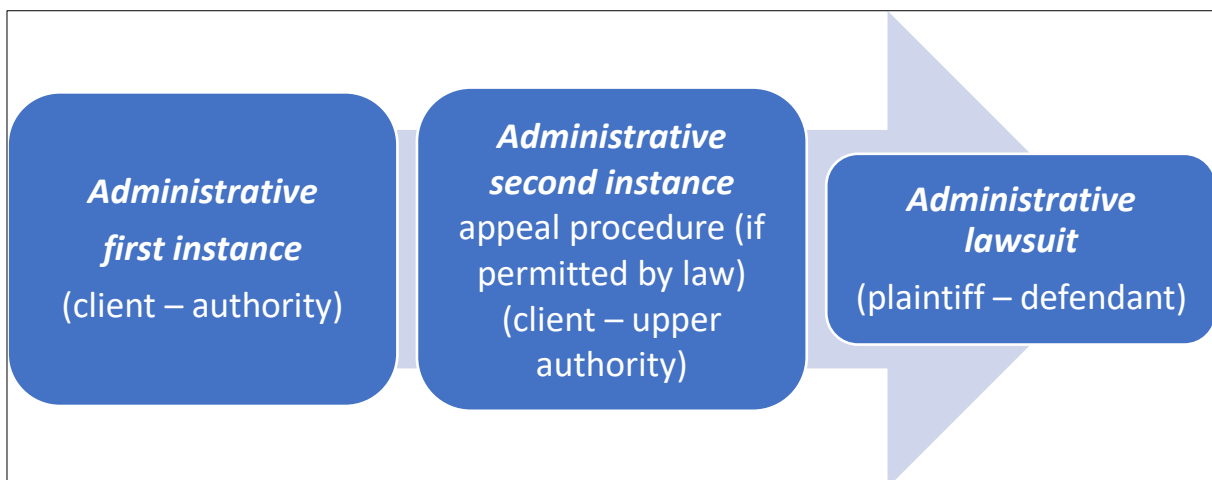 Administrative
first instance
(client – authority)
Administrative
second instance
appeal procedure (if
permitted by law)
(client – upper
authority)
Administrative
lawsuit
(plaintiff – defendant)